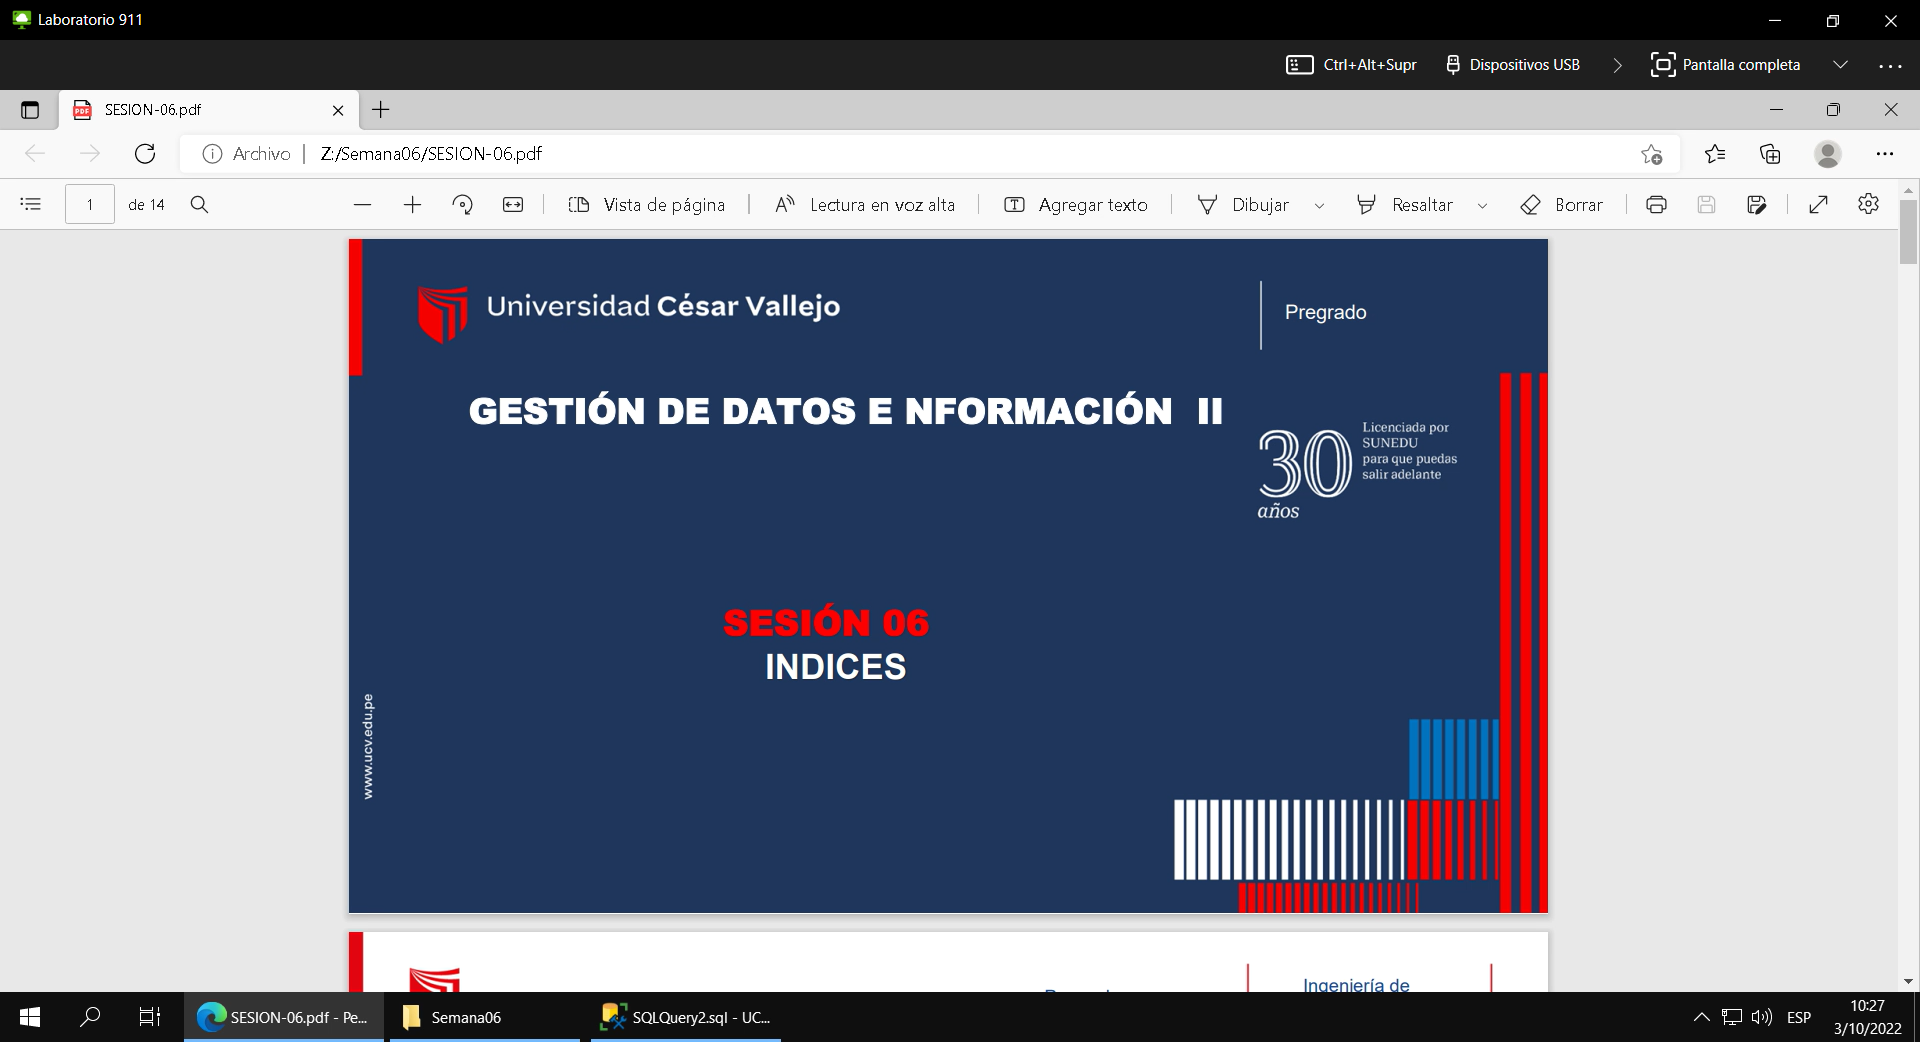 Laboratorio 911
Ctrl+Alt+Supr
Dispositivos USB
Pantalla completa
SESION-06.pdf
Archivo
Z:/Semana06/SESION-06.pdf
1
de 14
Vista de página
Lectura en voz alta
Agregar texto
Dibujar
Resaltar
Borrar
Universidad César Vallejo
Pregrado
GESTIÓN DE DATOS E NFORMACIÓN II
30
años
Licenciada por
SUNEDU
para que puedas
salir adelante
SESIÓN 06
INDICES
www.ucv.edu.pe
Ingeniería de
SESION-06.pdf - Pe...
Semana06
SQLQuery2.sql - UC...
ESP
10:27
3/10/2022